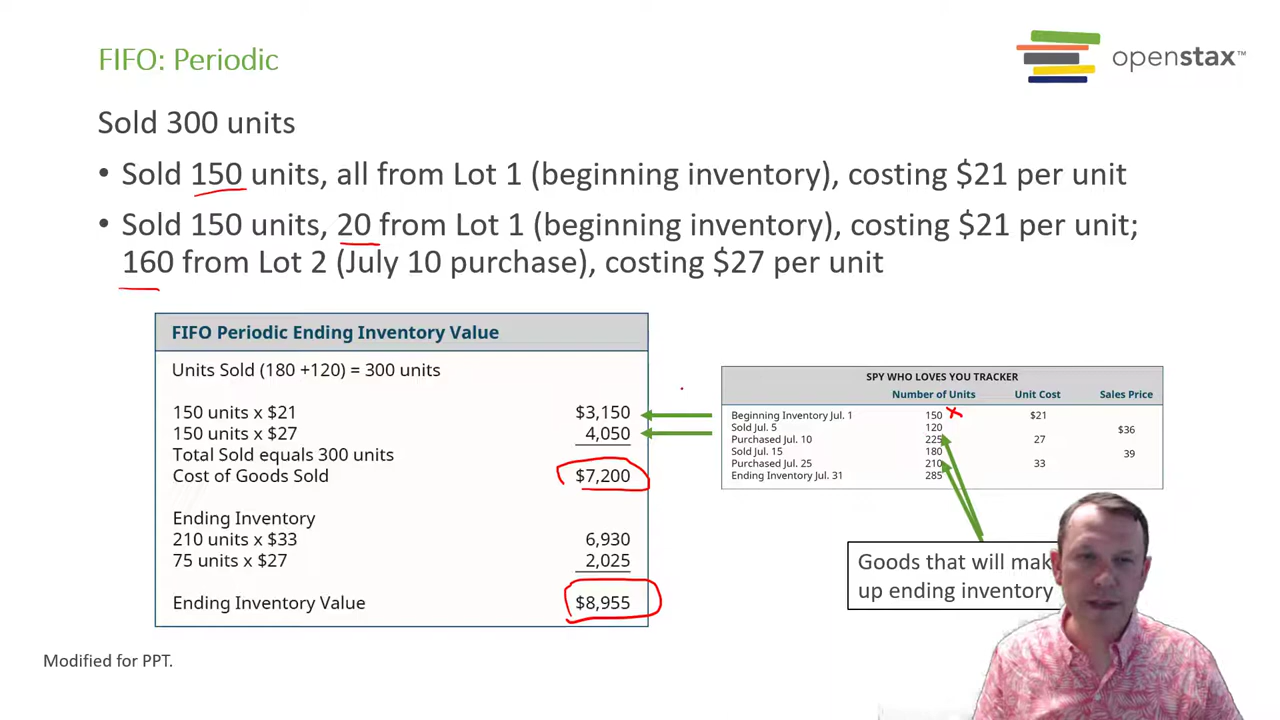 FIFO: Periodic
openstax™
Sold 300 units
• Sold 150 units, all from Lot 1 (beginning inventory), costing $21 per unit
• Sold 150 units, 20 from Lot 1 (beginning inventory), costing $21 per unit;
160 from Lot 2 (July 10 purchase), costing $27 per unit
FIFO Periodic Ending Inventory Value
Units Sold (180 +120) = 300 units
150 units x $21 $3,150
150 units x $27 4,050
Total Sold equals 300 units
Cost of Goods Sold $7,200
Ending Inventory
210 units x $33 6,930
75 units x $27 2,025
Ending Inventory Value $8,955
SPY WHO LOVES YOU TRACKER
Number of Units Unit Cost Sales Price
Beginning Inventory Jul. 1 150 $21
Sold Jul. 5 120 $36
Purchased Jul. 10 225 27
Sold Jul. 15 180 39
Purchased Jul. 25 210 33
Ending Inventory Jul. 31 285
Goods that will mak
up ending inventory
Modified for PPT.